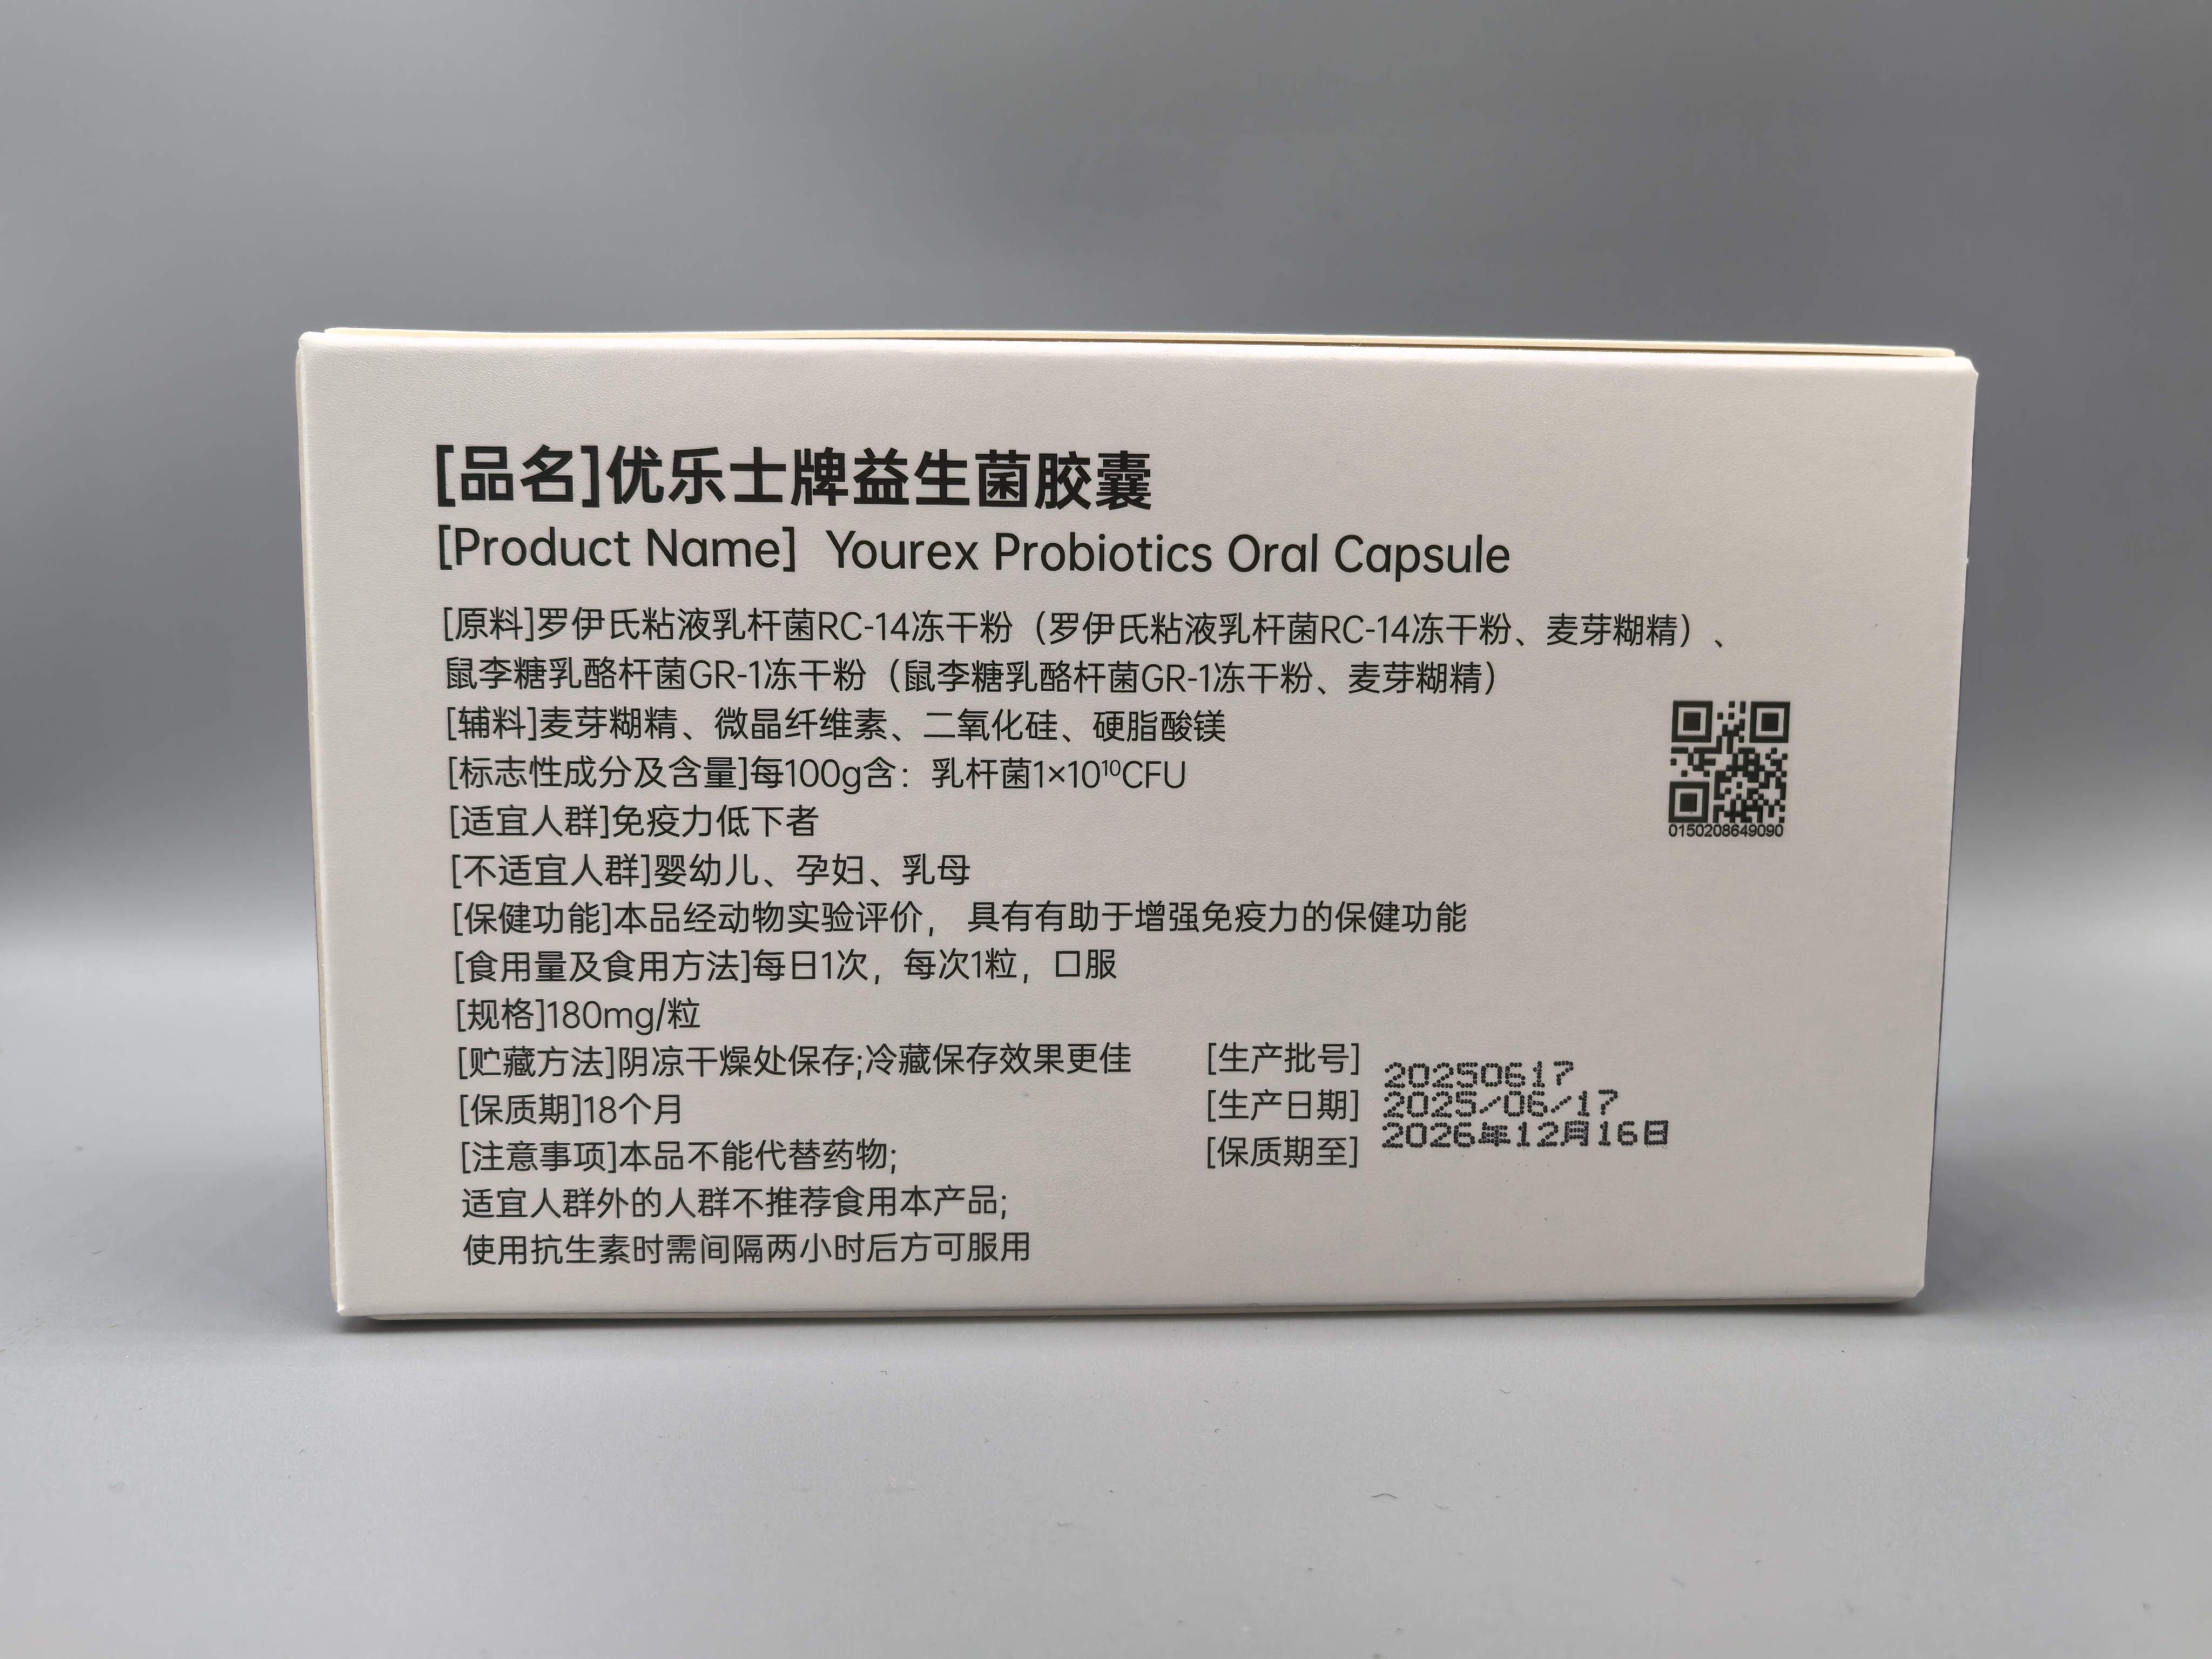 [品名]优乐士牌益生菌胶囊
[Product Name] Yourex Probiotics Oral Capsule
[原料]罗伊氏粘液乳杆菌RC-14冻干粉（罗伊氏粘液乳杆菌RC-14冻干粉、麦芽糊精）、
鼠李糖乳酪杆菌GR-1冻干粉（鼠李糖乳酪杆菌GR-1冻干粉、麦芽糊精）
[辅料]麦芽糊精、微晶纤维素、二氧化硅、硬脂酸镁
[标志性成分及含量]每100g含：乳杆菌1×10¹⁰CFU
0150208649090
[适宜人群]免疫力低下者
[不适宜人群]婴幼儿、孕妇、乳母
[保健功能]本品经动物实验评价，具有有助于增强免疫力的保健功能
[食用量及食用方法]每日1次，每次1粒，口服
[规格]180mg/粒
[贮藏方法]阴凉干燥处保存;冷藏保存效果更佳
[保质期]18个月
[注意事项]本品不能代替药物;
适宜人群外的人群不推荐食用本产品;
使用抗生素时需间隔两小时后方可服用
[生产批号] 20250617
[生产日期] 2025/06/17
[保质期至] 2026年12月16日